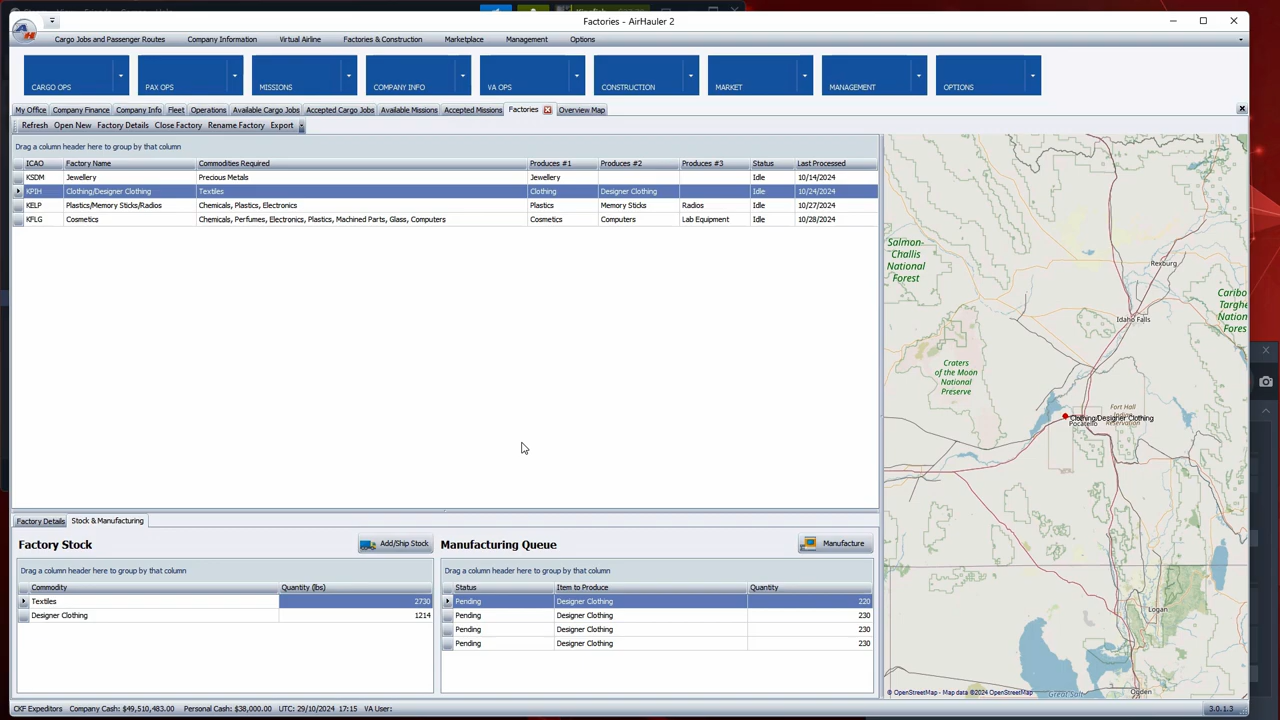 Factories - AirHauler 2
Cargo Jobs and Passenger Routes Company Information Virtual Airline Factories & Construction Marketplace Management Options
CARGO OPS PAX OPS MISSIONS COMPANY INFO VA OPS CONSTRUCTION MARKET MANAGEMENT OPTIONS
My Office Company Finance Company Info Fleet Operations Available Cargo Jobs Accepted Cargo Jobs Available Missions Accepted Missions Factories Overview Map
Refresh Open New Factory Details Close Factory Rename Factory Export
Drag a column header here to group by that column
ICAO Factory Name Commodities Required Produces #1 Produces #2 Produces #3 Status Last Processed
KSDM Jewellery Precious Metals Jewellery Idle 10/14/2024
KPIH Clothing/Designer Clothing Textiles Clothing Designer Clothing Idle 10/24/2024
KELP Plastics/Memory Sticks/Radios Chemicals, Plastics, Electronics Plastics Memory Sticks Radios Idle 10/27/2024
KFLG Cosmetics Chemicals, Perfumes, Electronics, Plastics, Machined Parts, Glass, Computers Cosmetics Computers Lab Equipment Idle 10/28/2024
Salmon-
Challis
National
Forest
Rexburg
Caribo
Targhe
Nation
Fores
Idaho Falls
Craters
of the Moon
National
Preserve
Fort Hall
Reservation
Clothing/Designer Clothing
Pocatello
Logan
Ogden
Great Salt
© OpenStreetMap - Map data ©2024 OpenStreetMap
Factory Details Stock & Manufacturing
Factory Stock Add/Ship Stock
Drag a column header here to group by that column
Commodity Quantity (lbs)
Textiles 2730
Designer Clothing 1214
Manufacturing Queue Manufacture
Drag a column header here to group by that column
Status Item to Produce Quantity
Pending Designer Clothing 220
Pending Designer Clothing 230
Pending Designer Clothing 230
Pending Designer Clothing 230
CKF Expeditors Company Cash: $49,510,483.00 Personal Cash: $38,000.00 UTC: 29/10/2024 17:15 VA User: 3.0.1.3